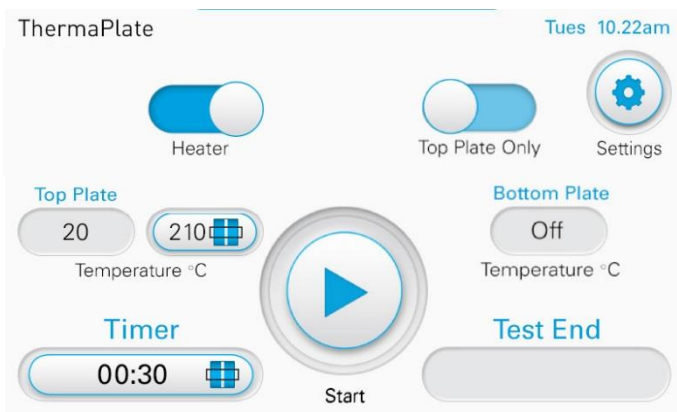 ThermaPlate
Tues 10.22am
Heater
Top Plate Only
Settings
Top Plate
Bottom Plate
20
210
Off
Temperature °C
Temperature °C
Timer
Test End
00:30
Start